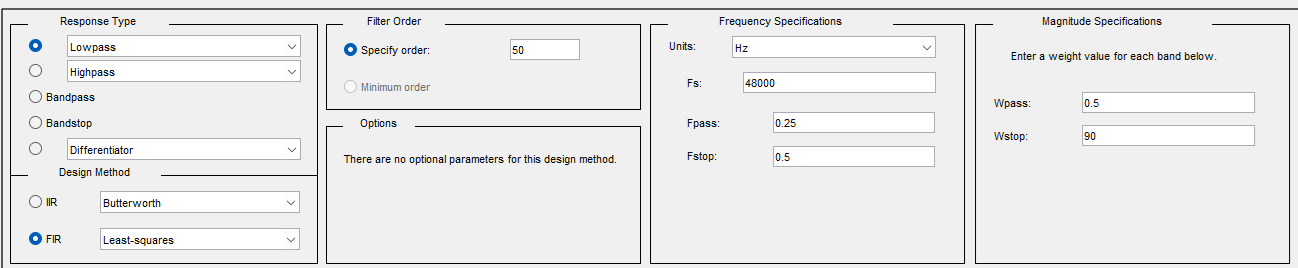 Response Type
Lowpass
Highpass
Bandpass
Bandstop
Differentiator
Design Method
IIR
Butterworth
FIR
Least-squares
Filter Order
Specify order:
50
Minimum order
Options
There are no optional parameters for this design method.
Frequency Specifications
Units:
Hz
Fs:
48000
Fpass:
0.25
Fstop:
0.5
Magnitude Specifications
Enter a weight value for each band below.
Wpass:
0.5
Wstop:
90